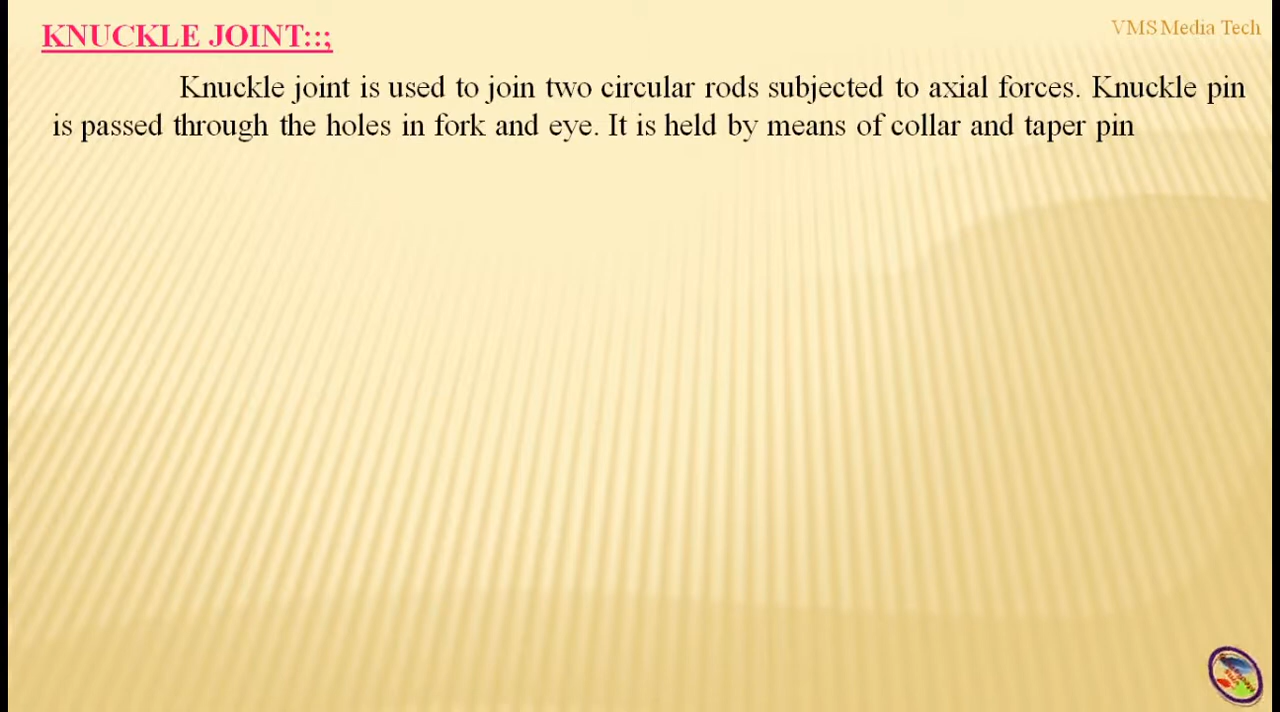 KNUCKLE JOINT::;
VMS Media Tech
Knuckle joint is used to join two circular rods subjected to axial forces. Knuckle pin
is passed through the holes in fork and eye. It is held by means of collar and taper pin